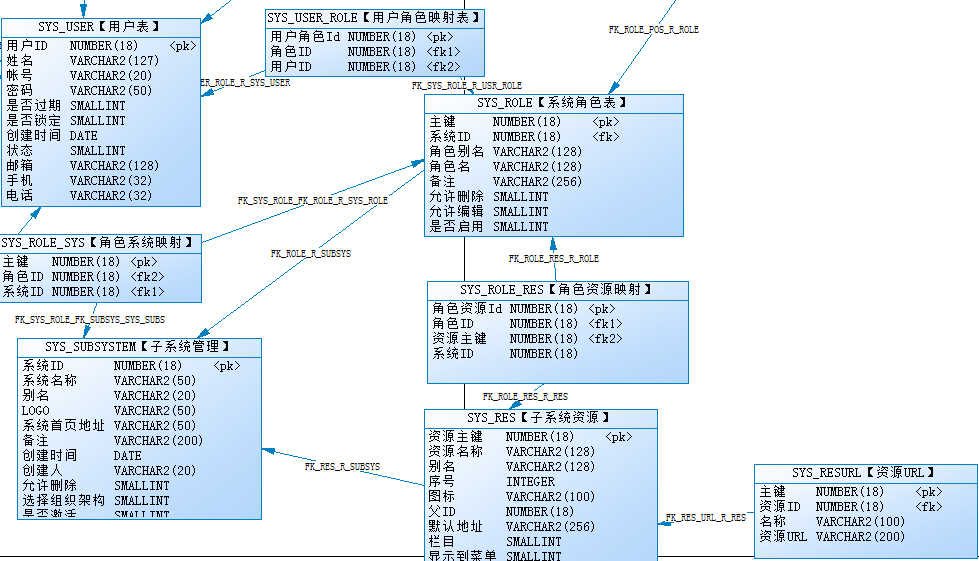 SYS_USER【用户表】
用户ID NUMBER(18) <pk>
姓名 VARCHAR2(127)
帐号 VARCHAR2(20)
密码 VARCHAR2(50)
是否过期 SMALLINT
是否锁定 SMALLINT
创建时间 DATE
状态 SMALLINT
邮箱 VARCHAR2(128)
手机 VARCHAR2(32)
电话 VARCHAR2(32)
SYS_USER_ROLE【用户角色映射表】
用户角色Id NUMBER(18) <pk>
角色ID NUMBER(18) <fk1>
用户ID NUMBER(18) <fk2>
ER_ROLE_R_SYS_USER
FK_SYS_ROL_R_USR_ROLE
FK_ROLE_POS_R_ROLE
SYS_ROLE【系统角色表】
主键 NUMBER(18) <pk>
系统ID NUMBER(18) <fk>
角色别名 VARCHAR2(128)
角色名 VARCHAR2(128)
备注 VARCHAR2(256)
允许删除 SMALLINT
允许编辑 SMALLINT
是否启用 SMALLINT
FK_SYS_ROLE_FK_ROLE_R_SYS_ROLE
FK_ROLE_R_SUBSYS
FK_ROLE_RES_R_ROLE
SYS_ROLE_SYS【角色系统映射】
主键 NUMBER(18) <pk>
角色ID NUMBER(18) <fk2>
系统ID NUMBER(18) <fk1>
FK_SYS_ROLE_FK_SUBSYS_SYS_SUBS
SYS_ROLE_RES【角色资源映射】
角色资源Id NUMBER(18) <pk>
角色ID NUMBER(18) <fk1>
资源主键 NUMBER(18) <fk2>
系统ID NUMBER(18)
FK_ROLE_RES_R_RES
SYS_SUBSYSTEM【子系统管理】
系统ID NUMBER(18) <pk>
系统名称 VARCHAR2(50)
别名 VARCHAR2(20)
LOGO VARCHAR2(50)
系统首页地址 VARCHAR2(50)
备注 VARCHAR2(200)
创建时间 DATE
创建人 VARCHAR2(20)
允许删除 SMALLINT
选择组织架构 SMALLINT
是否激活 SMALLINT
FK_RES_R_SUBSYS
SYS_RES【子系统资源】
资源主键 NUMBER(18) <pk>
资源名称 VARCHAR2(128)
别名 VARCHAR2(128)
序号 INTEGER
图标 VARCHAR2(100)
父ID NUMBER(18)
默认地址 VARCHAR2(256)
栏目 SMALLINT
显示到菜单 SMALLINT
FK_RES_URL_R_RES
SYS_RESURL【资源URL】
主键 NUMBER(18) <pk>
资源ID NUMBER(18) <fk>
名称 VARCHAR2(100)
资源URL VARCHAR2(200)